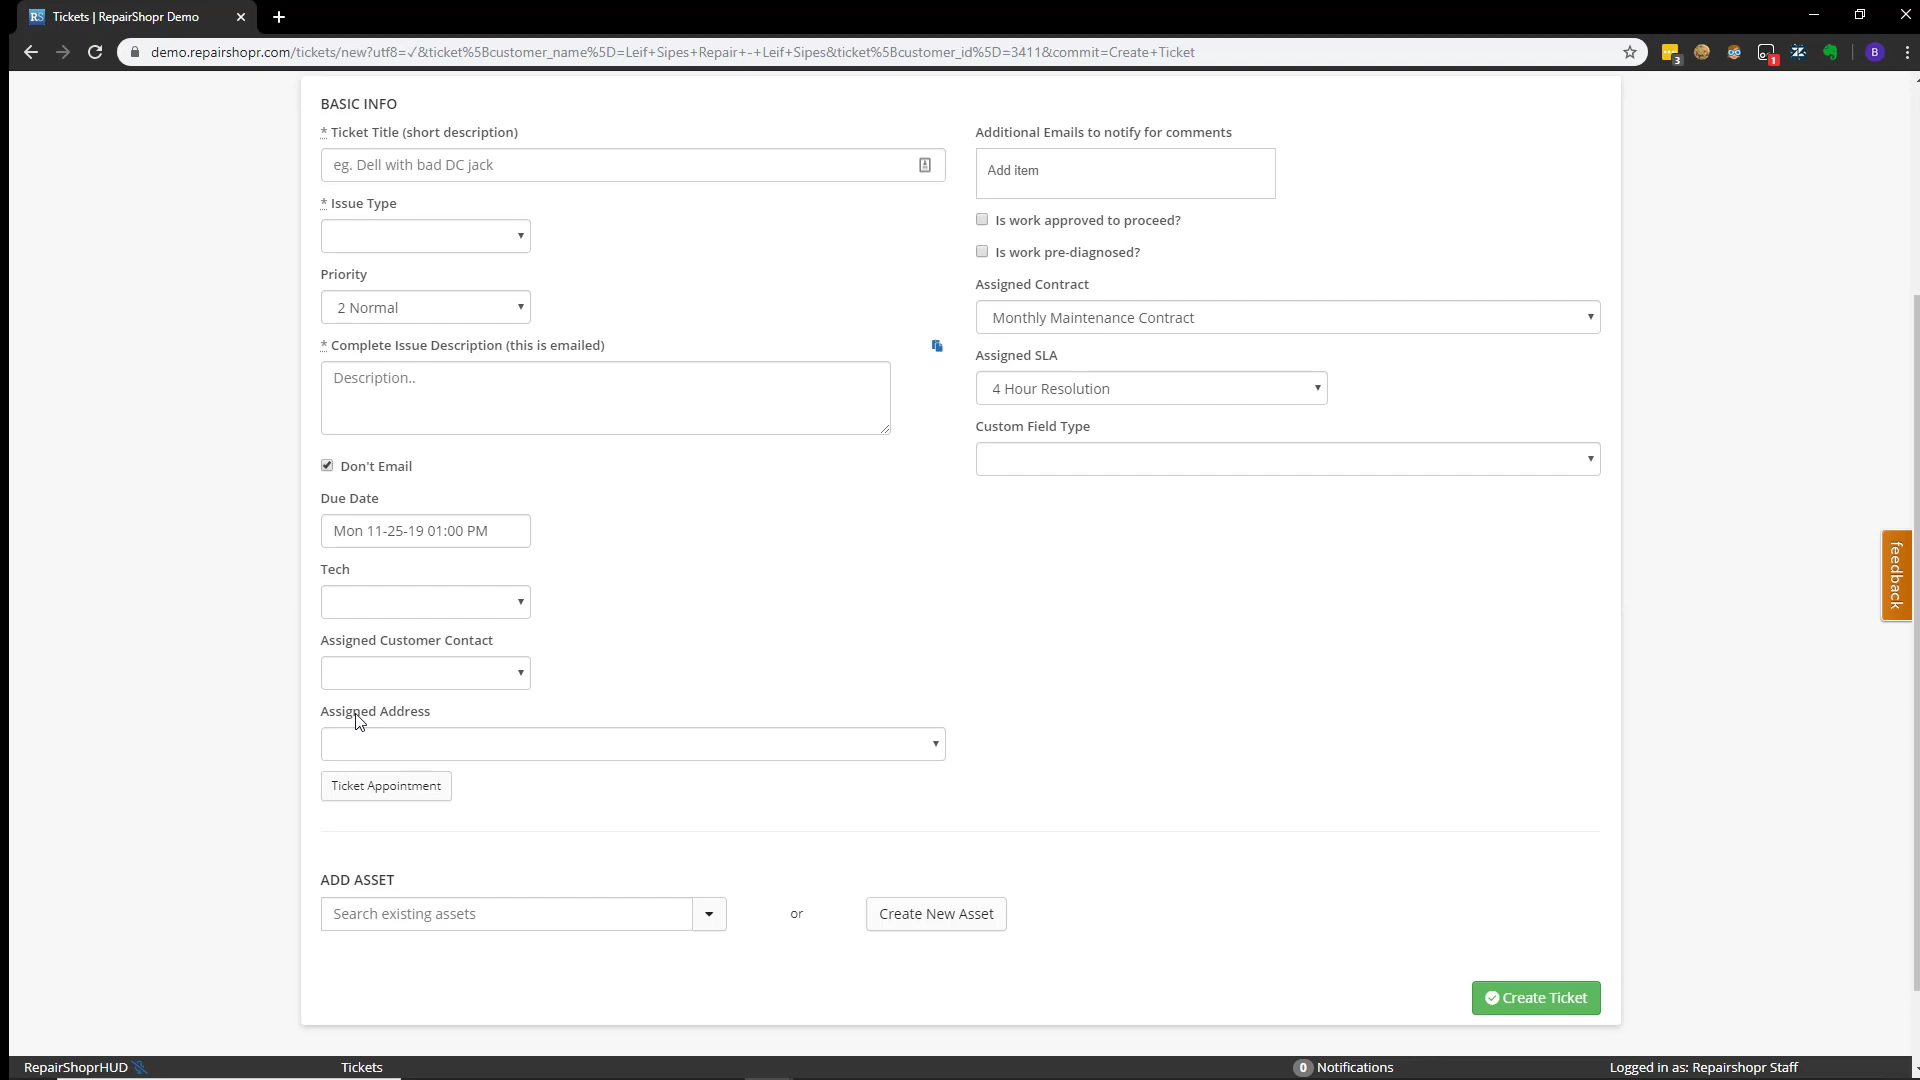 Tickets | RepairShopr Demo
demo.repairshopr.com/tickets/new?utf8=✓&ticket%5Bcustomer_name%5D=Leif+Sipes+Repair+-+Leif+Sipes&ticket%5Bcustomer_id%5D=3411&commit=Create+Ticket
3
1
B
BASIC INFO
* Ticket Title (short description)
eg. Dell with bad DC jack
* Issue Type
Priority
2 Normal
* Complete Issue Description (this is emailed)
Description..
Don't Email
Due Date
Mon 11-25-19 01:00 PM
Tech
Assigned Customer Contact
Assigned Address
Ticket Appointment
Additional Emails to notify for comments
Add item
Is work approved to proceed?
Is work pre-diagnosed?
Assigned Contract
Monthly Maintenance Contract
Assigned SLA
4 Hour Resolution
Custom Field Type
feedback
ADD ASSET
Search existing assets
or
Create New Asset
Create Ticket
RepairShoprHUD
Tickets
0 Notifications
Logged in as: Repairshopr Staff